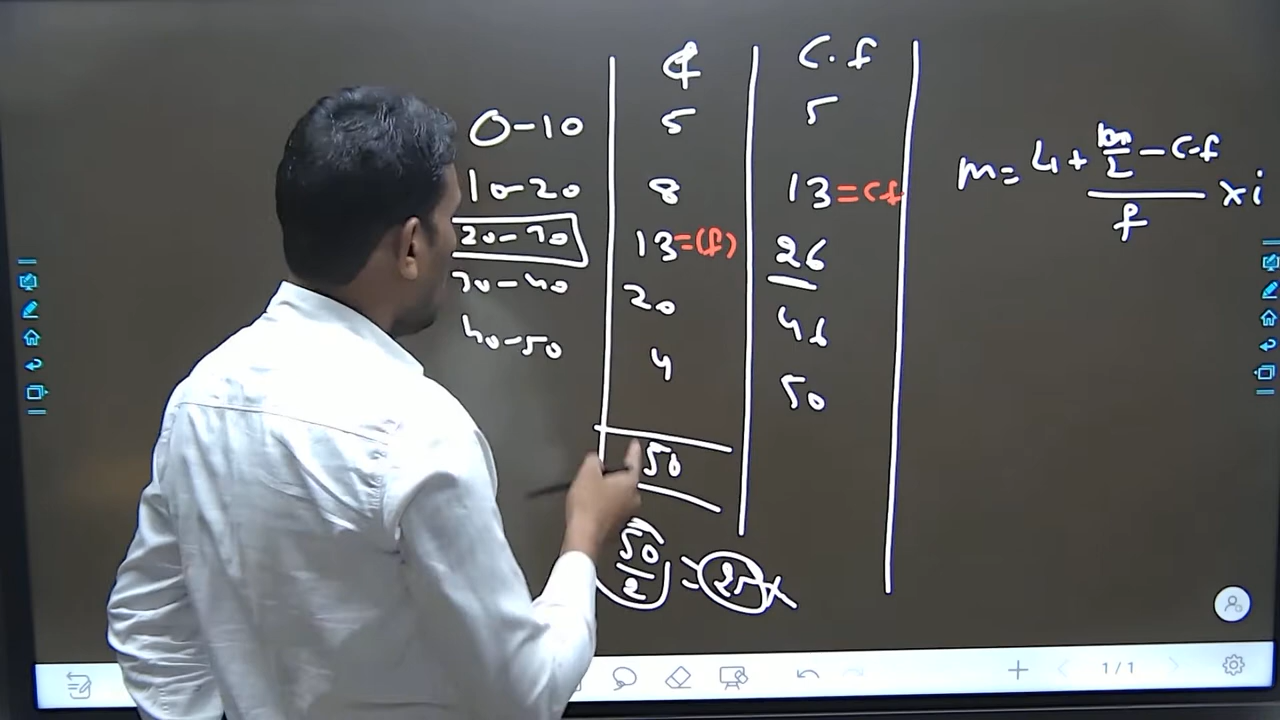 f C.f
0-10 5 5
10-20 8 13 =Cf
20-30 13=(f) 26
30-40 20 46
40-50 4 50
50
50/2 = 25
m= L1 + n/2 - C.f / f × i
1/1